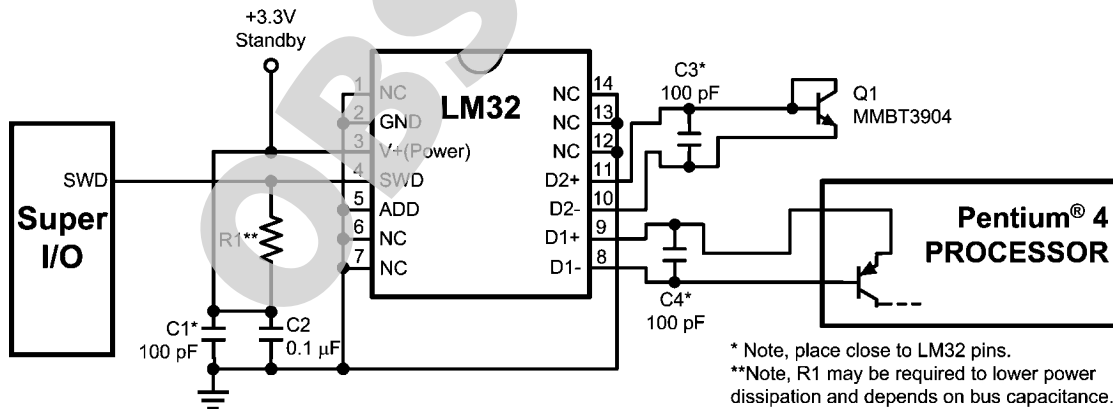 +3.3V
Standby
Super
I/O
SWD
R1**
C1*
100 pF
C2
0.1 µF
LM32
1 NC
2 GND
3 V+(Power)
4 SWD
5 ADD
6 NC
7 NC
NC 14
NC 13
NC 12
D2+ 11
D2- 10
D1+ 9
D1- 8
C3*
100 pF
Q1
MMBT3904
C4*
100 pF
Pentium® 4
PROCESSOR
* Note, place close to LM32 pins.
**Note, R1 may be required to lower power
dissipation and depends on bus capacitance.
OBS